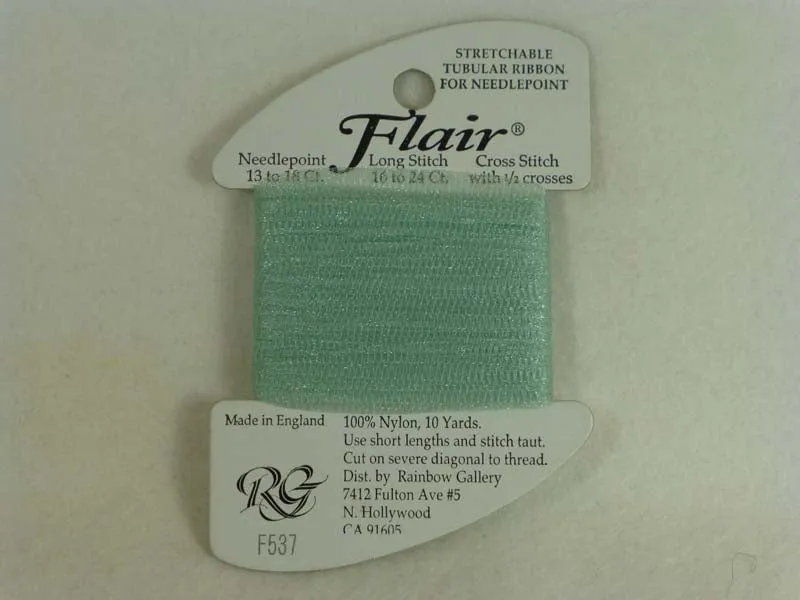 STRETCHABLE
TUBULAR RIBBON
FOR NEEDLEPOINT
Flair®
Needlepoint Long Stitch Cross Stitch
13 to 18 Ct. 16 to 24 Ct. with 1/2 crosses
Made in England
100% Nylon, 10 Yards.
Use short lengths and stitch taut.
Cut on severe diagonal to thread.
Dist. by Rainbow Gallery
7412 Fulton Ave #5
N. Hollywood
CA 91605
RG
F537